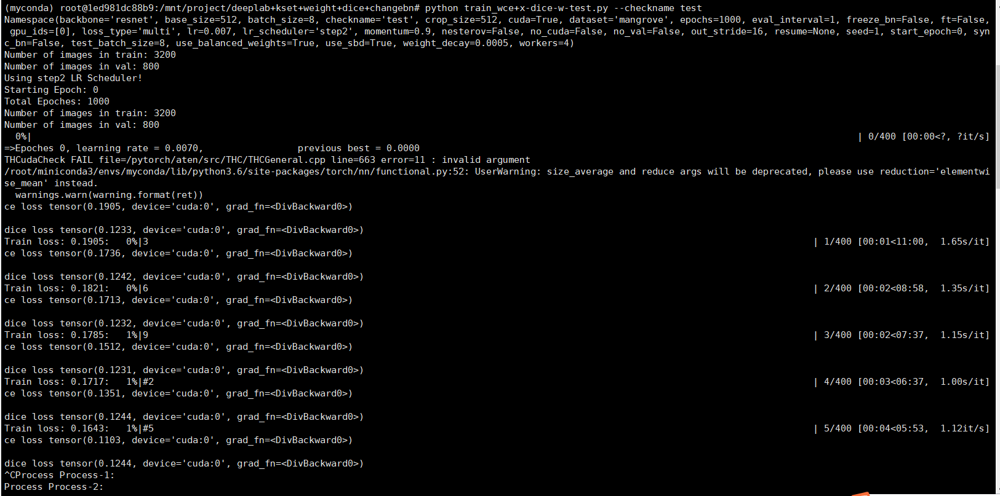 (myconda) root@1ed981dc88b9:/mnt/project/deeplab+kset+weight+dice+changebn# python train_wce+x-dice-w-test.py --checkname test
Namespace(backbone='resnet', base_size=512, batch_size=8, checkname='test', crop_size=512, cuda=True, dataset='mangrove', epochs=1000, eval_interval=1, freeze_bn=False, ft=False,
 gpu_ids=[0], loss_type='multi', lr=0.007, lr_scheduler='step2', momentum=0.9, nesterov=False, no_cuda=False, no_val=False, out_stride=16, resume=None, seed=1, start_epoch=0, syn
c_bn=False, test_batch_size=8, use_balanced_weights=True, use_sbd=True, weight_decay=0.0005, workers=4)
Number of images in train: 3200
Number of images in val: 800
Using step2 LR Scheduler!
Starting Epoch: 0
Total Epoches: 1000
Number of images in train: 3200
Number of images in val: 800
  0%|                    | 0/400 [00:00<?, ?it/s]
=>Epoches 0, learning rate = 0.0070,                 previous best = 0.0000
THCudaCheck FAIL file=/pytorch/aten/src/THC/THCGeneral.cpp line=663 error=11 : invalid argument
/root/miniconda3/envs/myconda/lib/python3.6/site-packages/torch/nn/functional.py:52: UserWarning: size_average and reduce args will be deprecated, please use reduction='elementwi
se_mean' instead.
  warnings.warn(warning.format(ret))
ce loss tensor(0.1905, device='cuda:0', grad_fn=<DivBackward0>)
dice loss tensor(0.1233, device='cuda:0', grad_fn=<DivBackward0>)
Train loss: 0.1905:   0%|3                    | 1/400 [00:01<11:00,  1.65s/it]
ce loss tensor(0.1736, device='cuda:0', grad_fn=<DivBackward0>)
dice loss tensor(0.1242, device='cuda:0', grad_fn=<DivBackward0>)
Train loss: 0.1821:   0%|6                    | 2/400 [00:02<08:58,  1.35s/it]
ce loss tensor(0.1713, device='cuda:0', grad_fn=<DivBackward0>)
dice loss tensor(0.1232, device='cuda:0', grad_fn=<DivBackward0>)
Train loss: 0.1785:   1%|9                    | 3/400 [00:02<07:37,  1.15s/it]
ce loss tensor(0.1512, device='cuda:0', grad_fn=<DivBackward0>)
dice loss tensor(0.1231, device='cuda:0', grad_fn=<DivBackward0>)
Train loss: 0.1717:   1%|#2                    | 4/400 [00:03<06:37,  1.00s/it]
ce loss tensor(0.1351, device='cuda:0', grad_fn=<DivBackward0>)
dice loss tensor(0.1244, device='cuda:0', grad_fn=<DivBackward0>)
Train loss: 0.1643:   1%|#5                    | 5/400 [00:04<05:53,  1.12it/s]
ce loss tensor(0.1103, device='cuda:0', grad_fn=<DivBackward0>)
dice loss tensor(0.1244, device='cuda:0', grad_fn=<DivBackward0>)
^CProcess Process-1:
Process Process-2: